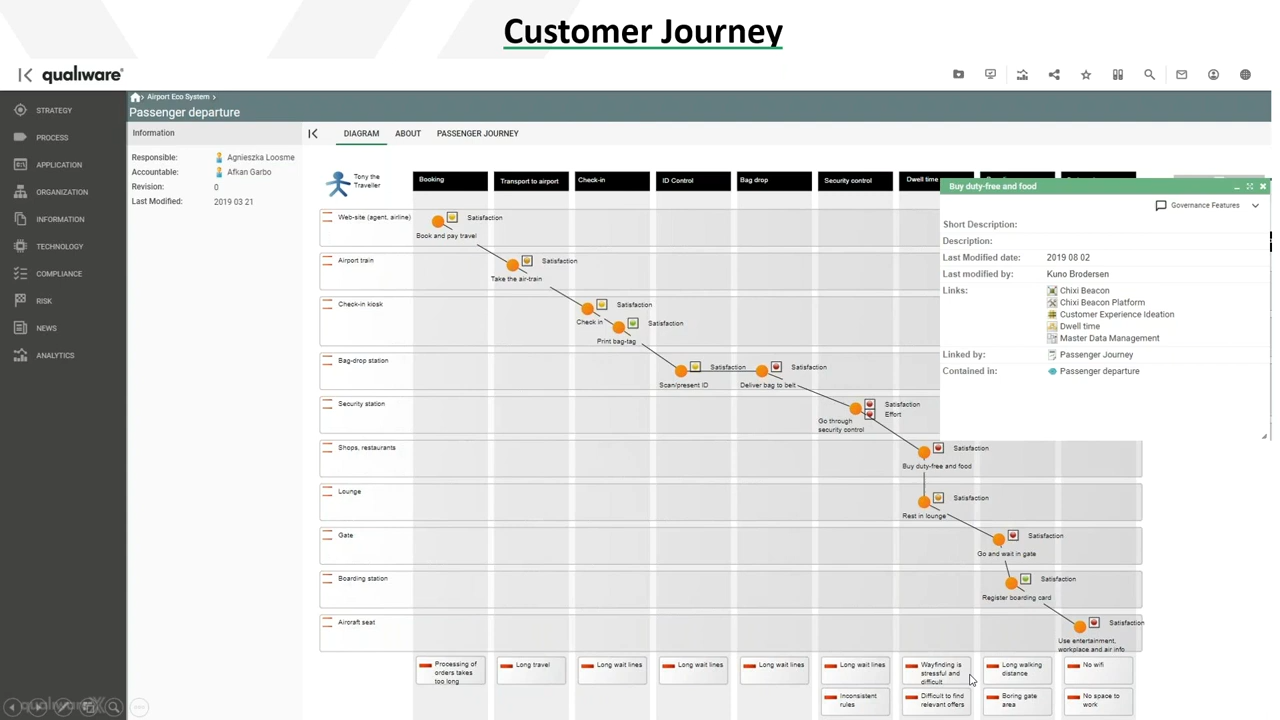 Customer Journey
qualiware
STRATEGY
PROCESS
APPLICATION
ORGANIZATION
INFORMATION
TECHNOLOGY
COMPLIANCE
RISK
NEWS
ANALYTICS
Airport Eco System >
Passenger departure
Information
Responsible: Agnieszka Loosme
Accountable: Afkan Garbo
Revision: 0
Last Modified: 2019 03 21
DIAGRAM ABOUT PASSENGER JOURNEY
Tony the
Traveller
Booking
Transport to airport
Check-in
ID Control
Bag drop
Security control
Dwell time
Web-site (agent, airline)
Satisfaction
Book and pay travel
Airport train
Satisfaction
Take the air-train
Check-in kiosk
Satisfaction
Check in
Satisfaction
Print bag-tag
Bag-drop station
Satisfaction
Scan/present ID
Satisfaction
Deliver bag to belt
Security station
Satisfaction
Effort
Go through
security control
Shops, restaurants
Satisfaction
Buy duty-free and food
Lounge
Satisfaction
Rest in lounge
Gate
Satisfaction
Go and wait in gate
Boarding station
Satisfaction
Register boarding card
Aircraft seat
Satisfaction
Use entertainment,
workplace and air info
Processing of
orders takes
too long
Long travel
Long wait lines
Long wait lines
Long wait lines
Long wait lines
Wayfinding is
stressful and
difficult
Long walking
distance
No wifi
Inconsistent
rules
Difficult to find
relevant offers
Boring gate
area
No space to
work
Buy duty-free and food
Governance Features
Short Description:
Description:
Last Modified date: 2019 08 02
Last modified by: Kuno Brodersen
Links: Chixi Beacon
Chixi Beacon Platform
Customer Experience Ideation
Dwell time
Master Data Management
Linked by: Passenger Journey
Contained in: Passenger departure